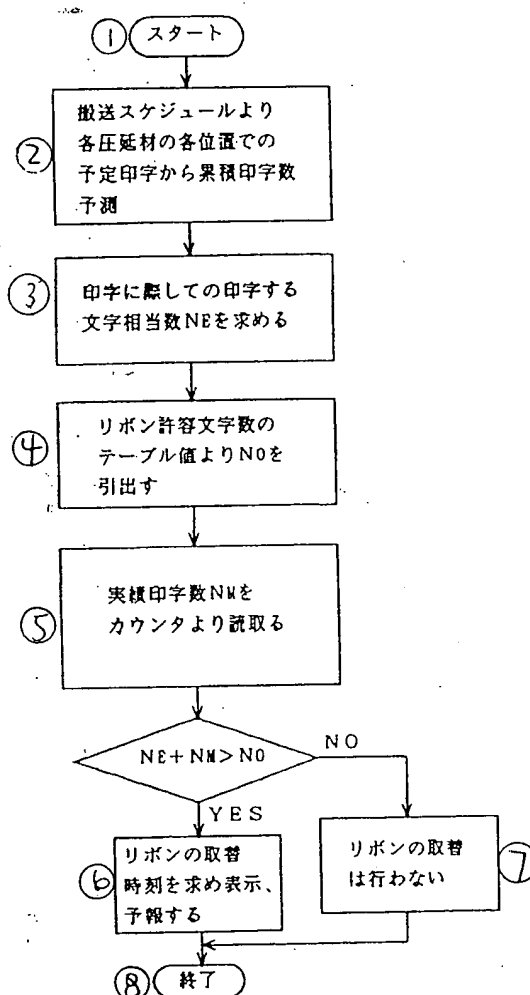 ① スタート
② 搬送スケジュールより
各圧延材の各位置での
予定印字から累積印字数
予測
③ 印字に際しての印字する
文字相当数NEを求める
④ リボン許容文字数の
テーブル値よりNOを
引出す
⑤ 実績印字数NMを
カウンタより読取る
NE+NM>NO
NO
YES
⑥ リボンの取替
時刻を求め表示、
予報する
⑦ リボンの取替
は行わない
⑧ 終了